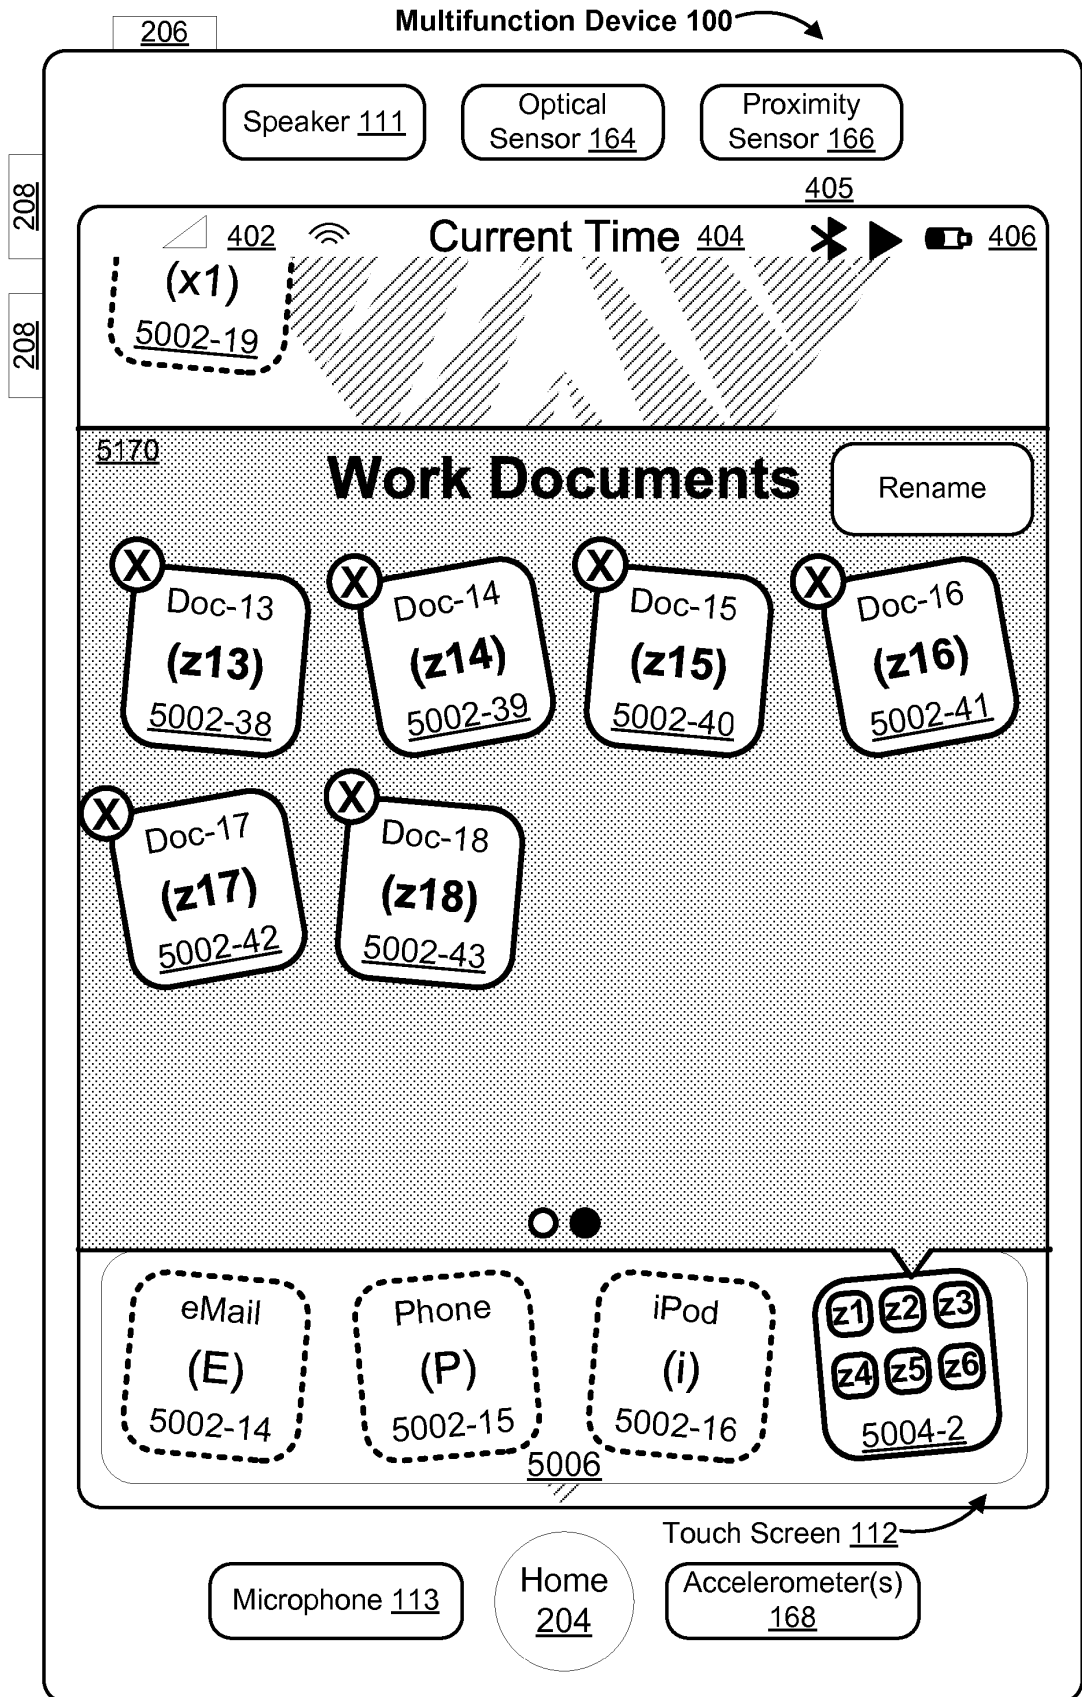 Multifunction Device 100
206
Speaker 111
Optical
Sensor 164
Proximity
Sensor 166
208
208
405
402
Current Time 404
406
(x1)
5002-19
5170
Work Documents
Rename
X
Doc-13
(z13)
5002-38
X
Doc-14
(z14)
5002-39
X
Doc-15
(z15)
5002-40
X
Doc-16
(z16)
5002-41
X
Doc-17
(z17)
5002-42
X
Doc-18
(z18)
5002-43
eMail
(E)
5002-14
Phone
(P)
5002-15
iPod
(i)
5002-16
z1 z2 z3
z4 z5 z6
5004-2
5006
Touch Screen 112
Microphone 113
Home
204
Accelerometer(s)
168